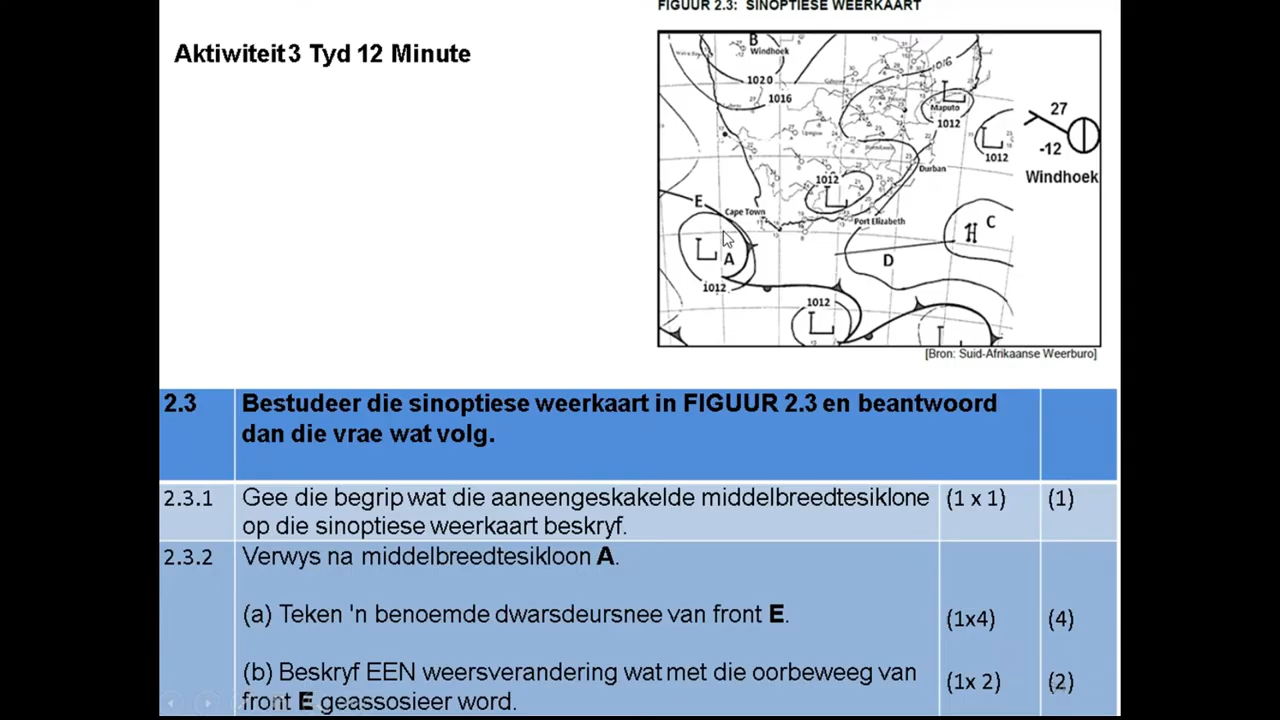 FIGUUR 2.3: SINOPTIESE WEERKAART
Aktiwiteit 3 Tyd 12 Minute
B
Windhoek
1020
1016
1016
Maputo
1012
27
-12
Windhoek
1012
Durban
1012
E
Cape Town
Port Elizabeth
H
C
L
A
D
1012
1012
L
[Bron: Suid-Afrikaanse Weerburo]
2.3 Bestudeer die sinoptiese weerkaart in FIGUUR 2.3 en beantwoord
dan die vrae wat volg.
2.3.1 Gee die begrip wat die aaneengeskakelde middelbreedtesiklone (1 x 1) (1)
op die sinoptiese weerkaart beskryf.
2.3.2 Verwys na middelbreedtesikloon A.
(a) Teken 'n benoemde dwarsdeursnee van front E. (1x4) (4)
(b) Beskryf EEN weersverandering wat met die oorbeweeg van (1x 2) (2)
front E geassosieer word.